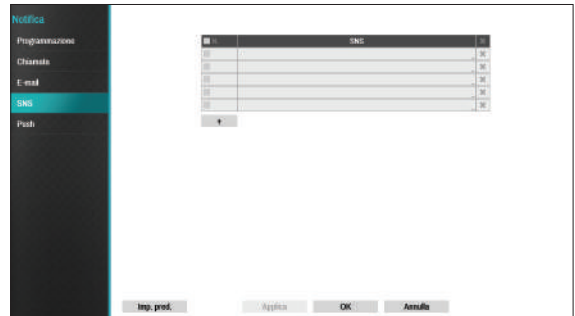 Notifica
Programmazione
Chiamata
E-mail
SNS
Push
SNS
+
Imp. pred.
Applica
OK
Annulla